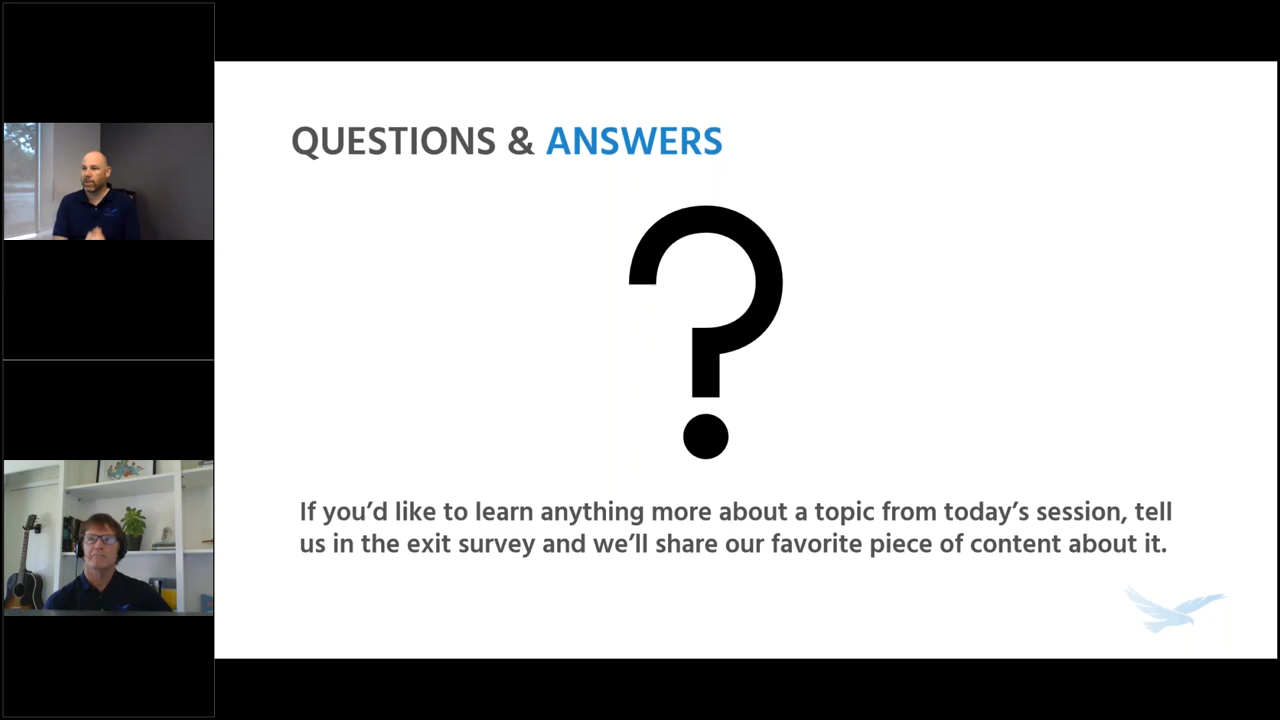 QUESTIONS & ANSWERS
?
If you’d like to learn anything more about a topic from today’s session, tell
us in the exit survey and we’ll share our favorite piece of content about it.